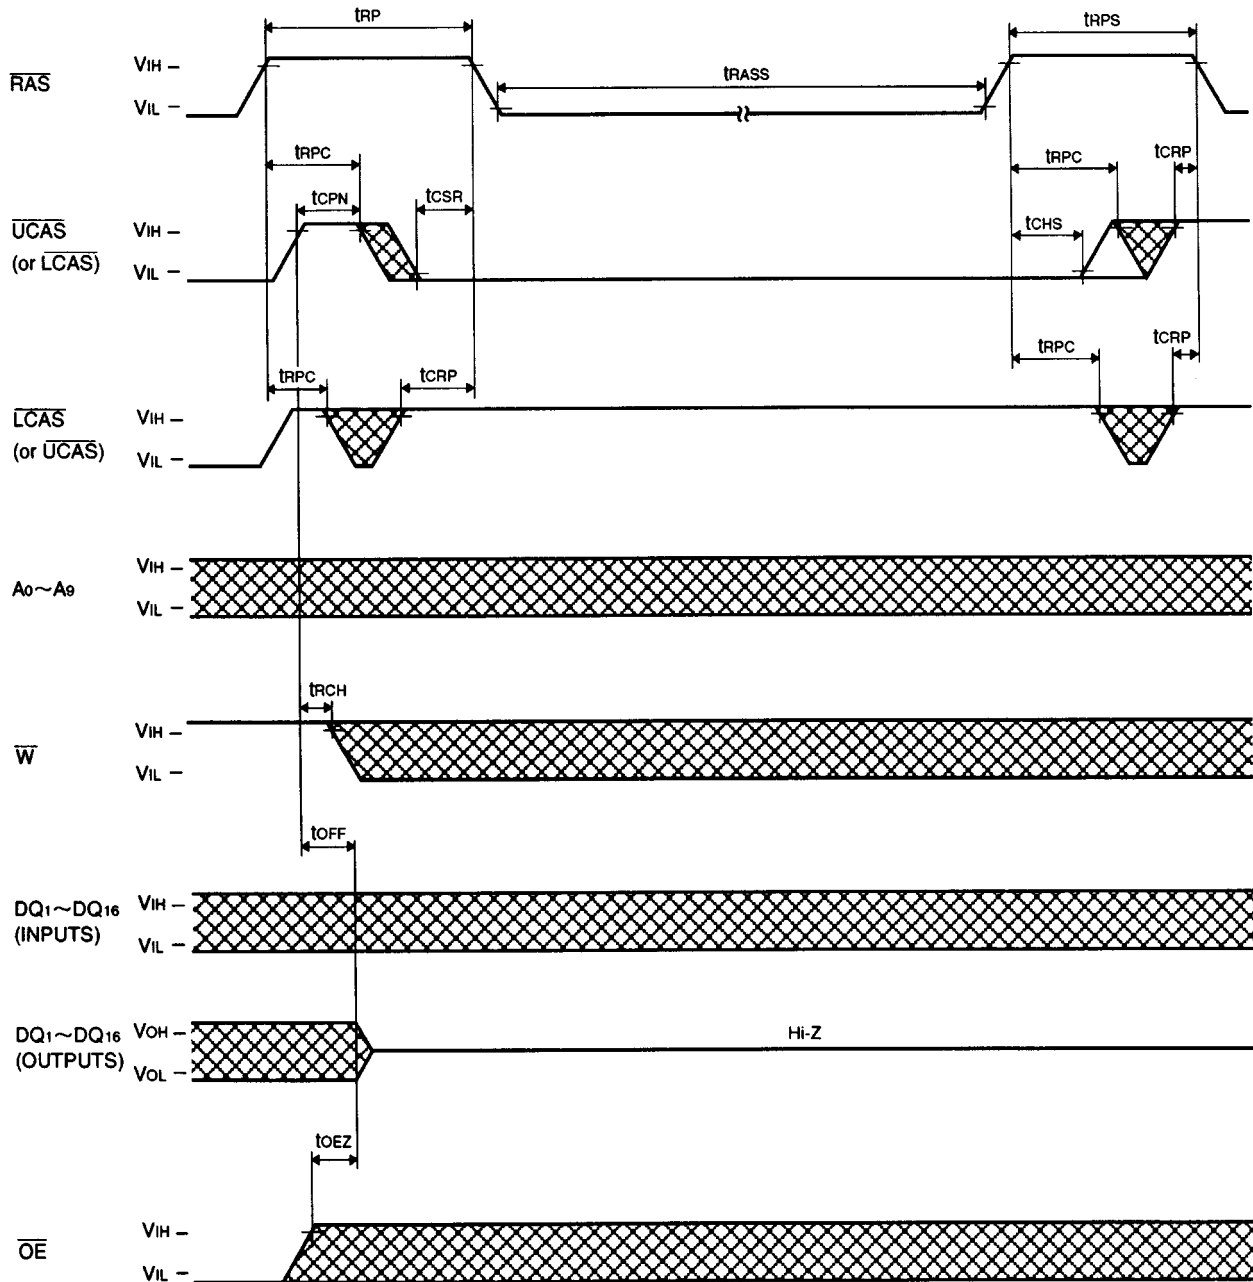 tRP
tRPS
RAS
VIH
VIL
tRASS
tRPC
tCPN
tCSR
tRPC
tCRP
tCHS
UCAS
(or LCAS)
VIH
VIL
tRPC
tCRP
tRPC
tCRP
LCAS
(or UCAS)
VIH
VIL
A0~A9
VIH
VIL
tRCH
W
VIH
VIL
tOFF
DQ1~DQ16
(INPUTS)
VIH
VIL
DQ1~DQ16
(OUTPUTS)
VOH
VOL
Hi-Z
tOEZ
OE
VIH
VIL